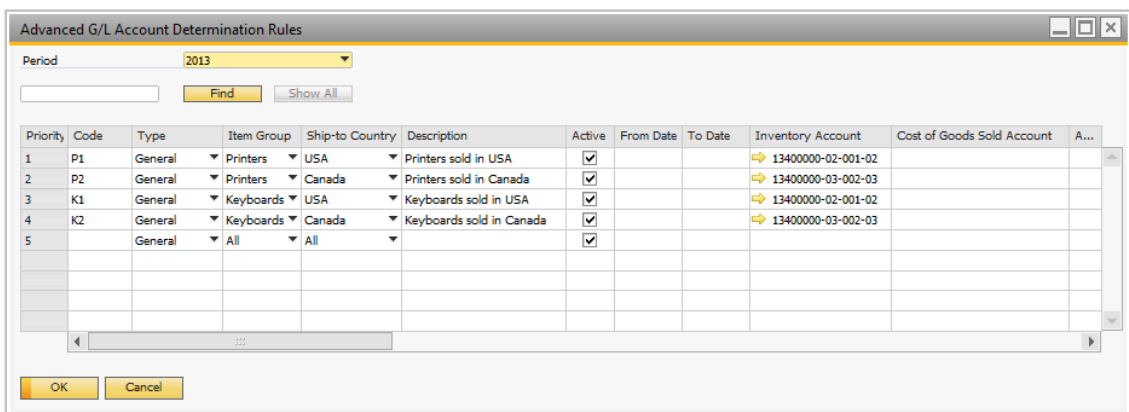 Advanced G/L Account Determination Rules
Period 2013
Find Show All
Priority Code Type Item Group Ship-to Country Description Active From Date To Date Inventory Account Cost of Goods Sold Account A...
1 P1 General Printers USA Printers sold in USA 13400000-02-001-02
2 P2 General Printers Canada Printers sold in Canada 13400000-03-002-03
3 K1 General Keyboards USA Keyboards sold in USA 13400000-02-001-02
4 K2 General Keyboards Canada Keyboards sold in Canada 13400000-03-002-03
5 General All All
OK Cancel